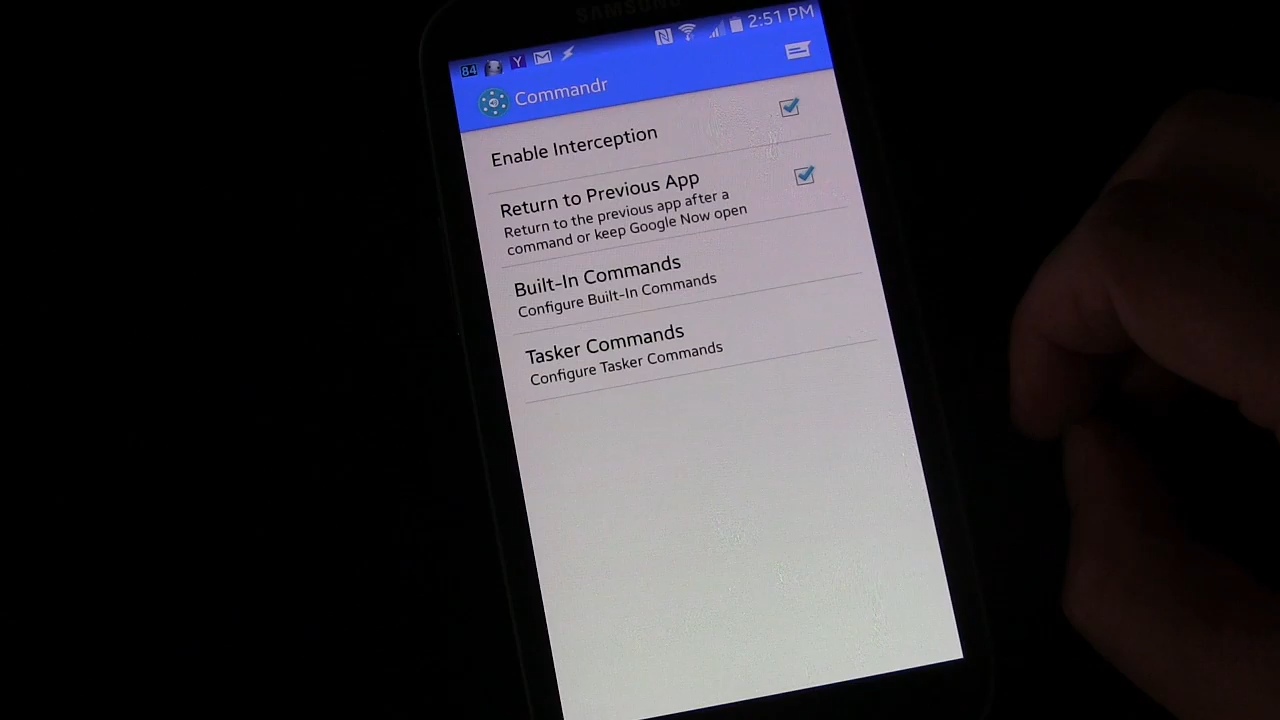 SAMSUNG
84
2:51 PM
Commandr
Enable Interception
Return to Previous App
Return to the previous app after a
command or keep Google Now open
Built-In Commands
Configure Built-In Commands
Tasker Commands
Configure Tasker Commands